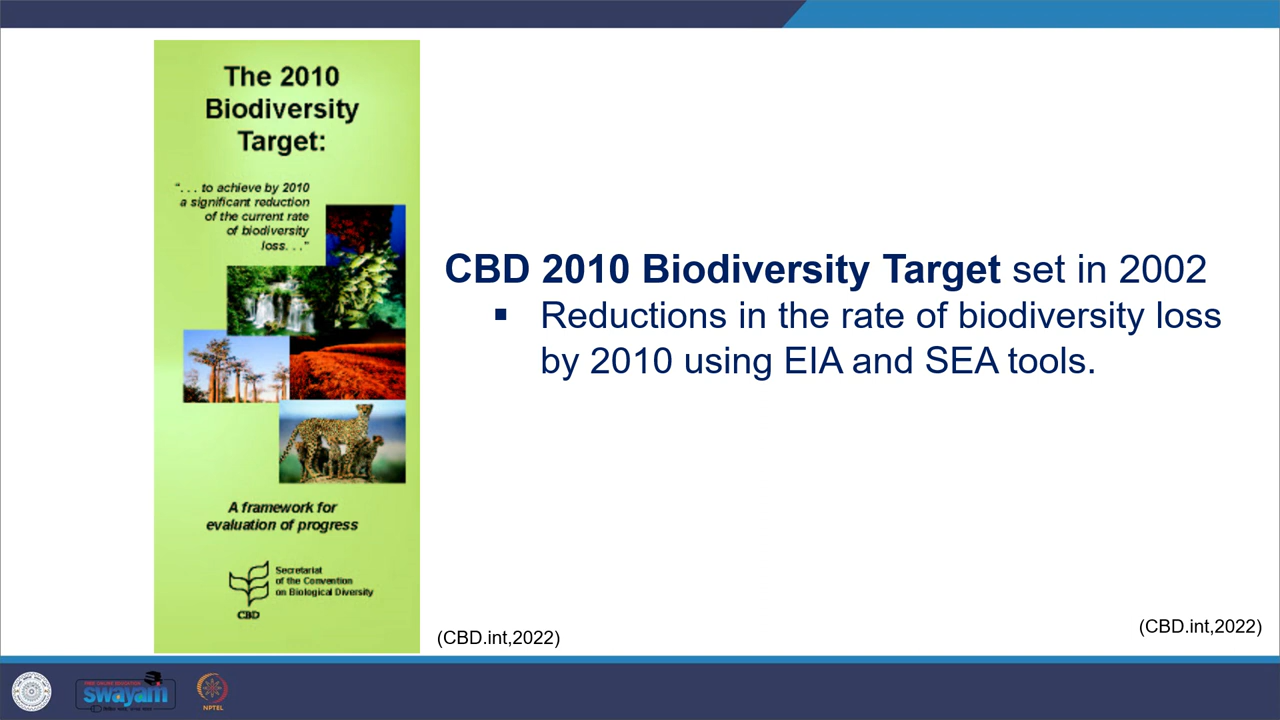 The 2010
Biodiversity
Target:
“. . . to achieve by 2010
a significant reduction
of the current rate
of biodiversity
loss. . .”
A framework for
evaluation of progress
Secretariat
of the Convention
on Biological Diversity
CBD
CBD 2010 Biodiversity Target set in 2002
▪ Reductions in the rate of biodiversity loss
by 2010 using EIA and SEA tools.
(CBD.int,2022)
(CBD.int,2022)
FREE ONLINE EDUCATION
swayam
NPTEL